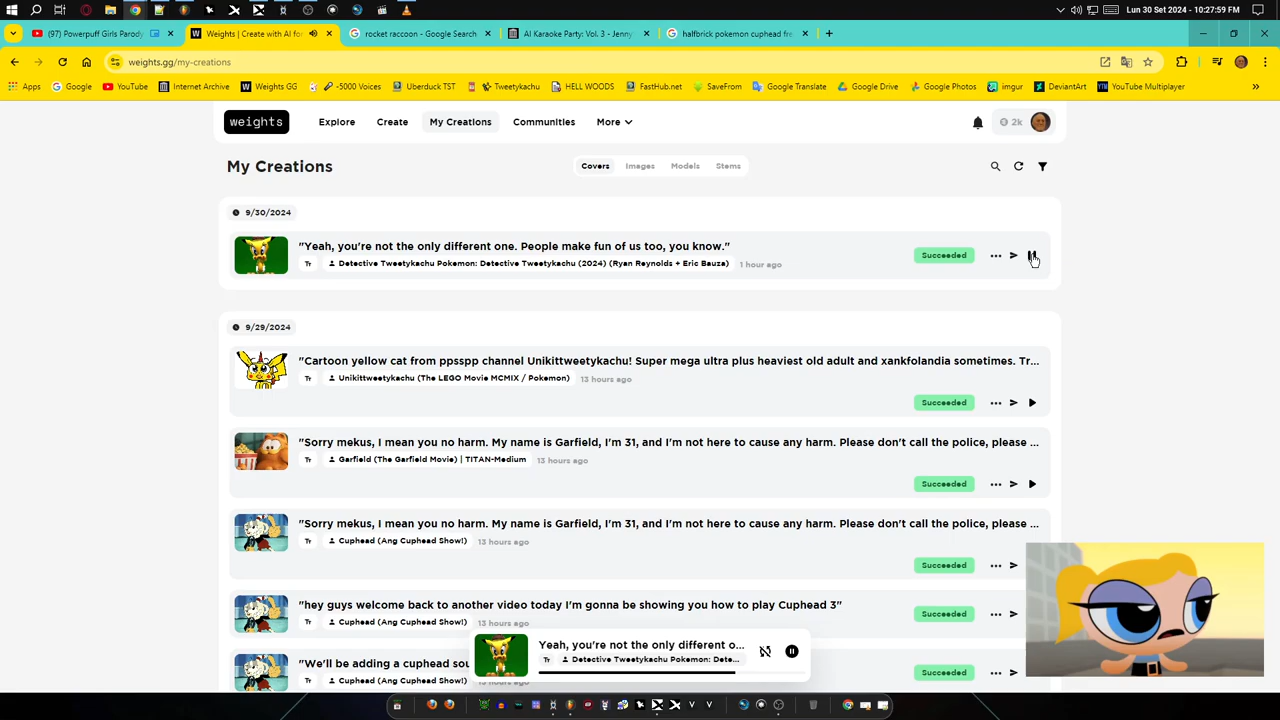 Lun 30 Set 2024 - 10:27:59 PM
(97) Powerpuff Girls Parody
Weights | Create with AI for
rocket raccoon - Google Search
AI Karaoke Party: Vol. 3 - Jenny
halfbrick pokemon cuphead fre
weights.gg/my-creations
Apps
Google
YouTube
Internet Archive
Weights GG
-5000 Voices
Uberduck TST
Tweetykachu
HELL WOODS
FastHub.net
SaveFrom
Google Translate
Google Drive
Google Photos
imgur
DeviantArt
YouTube Multiplayer
weights
Explore
Create
My Creations
Communities
More
2k
My Creations
Covers
Images
Models
Stems
9/30/2024
"Yeah, you're not the only different one. People make fun of us too, you know."
Tr
Detective Tweetykachu Pokemon: Detective Tweetykachu (2024) (Ryan Reynolds + Eric Bauza)
1 hour ago
Succeeded
9/29/2024
"Cartoon yellow cat from ppsspp channel Unikittweetykachu! Super mega ultra plus heaviest old adult and xankfolandia sometimes. Tr...
Tr
Unikittweetykachu (The LEGO Movie MCMIX / Pokemon)
13 hours ago
Succeeded
"Sorry mekus, I mean you no harm. My name is Garfield, I'm 31, and I'm not here to cause any harm. Please don't call the police, please ...
Tr
Garfield (The Garfield Movie) | TITAN-Medium
13 hours ago
Succeeded
"Sorry mekus, I mean you no harm. My name is Garfield, I'm 31, and I'm not here to cause any harm. Please don't call the police, please ...
Tr
Cuphead (Ang Cuphead Show!)
13 hours ago
Succeeded
"hey guys welcome back to another video today I'm gonna be showing you how to play Cuphead 3"
Tr
Cuphead (Ang Cuphead Show!)
13 hours ago
Succeeded
"We'll be adding a cuphead sou
Tr
Cuphead (Ang Cuphead Show!)
13 hours ago
Succeeded
Yeah, you're not the only different o...
Tr
Detective Tweetykachu Pokemon: Dete...